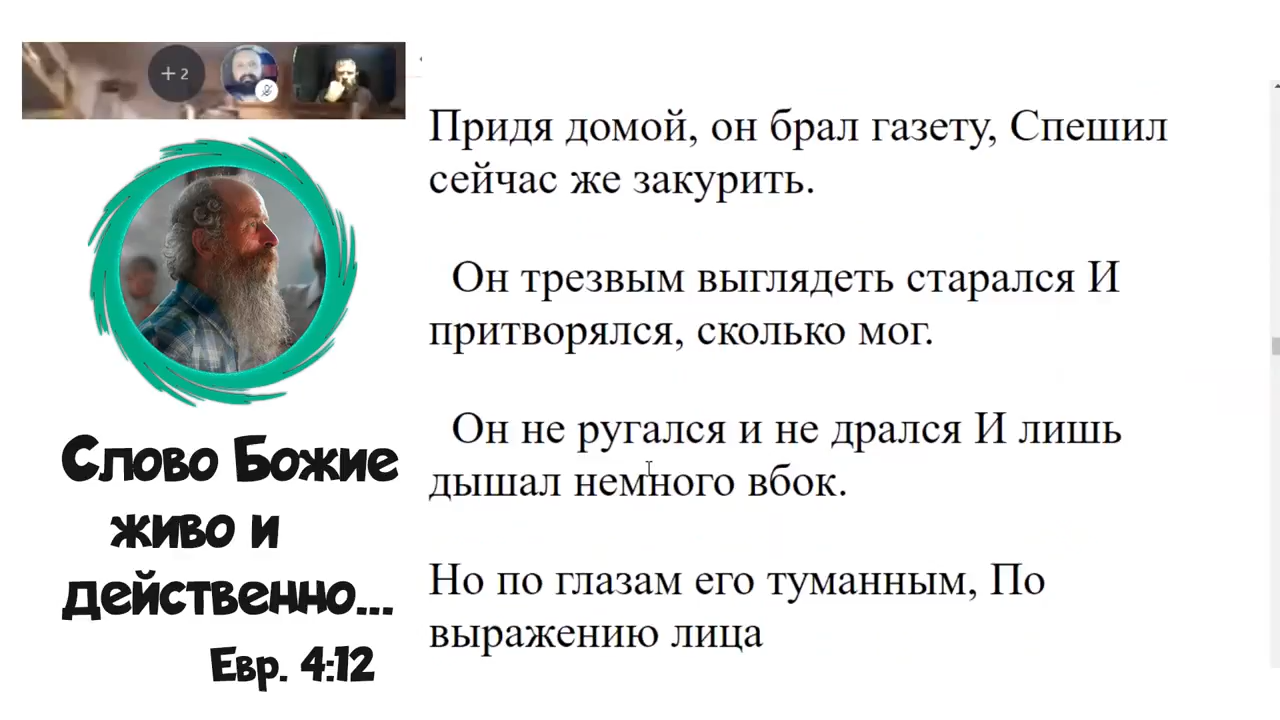 +2
Придя домой, он брал газету, Спешил
сейчас же закурить.
Он трезвым выглядеть старался И
притворялся, сколько мог.
Он не ругался и не дрался И лишь
дышал немного вбок.
Но по глазам его туманным, По
выражению лица
Слово Божие
живо и
действенно...
Евр. 4:12